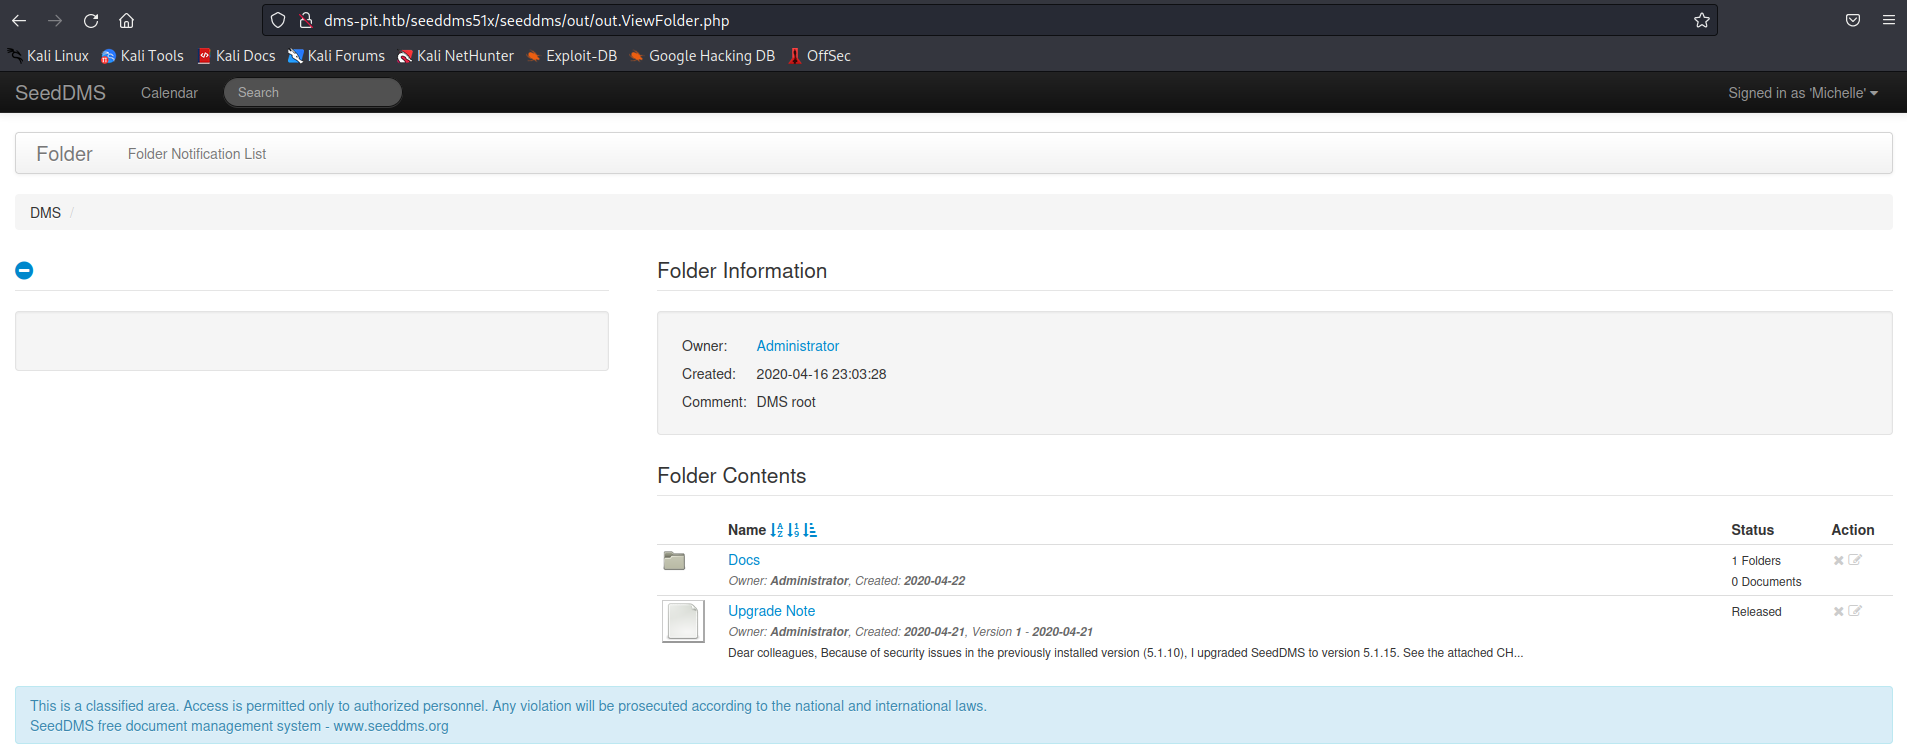 dms-pit.htb/seeddms51x/seeddms/out/out.ViewFolder.php
Kali Linux Kali Tools Kali Docs Kali Forums Kali NetHunter Exploit-DB Google Hacking DB OffSec
SeedDMS Calendar Search Signed in as 'Michelle'
Folder Folder Notification List
DMS /
Folder Information
Owner: Administrator
Created: 2020-04-16 23:03:28
Comment: DMS root
Folder Contents
Name Status Action
Docs 1 Folders
Owner: Administrator, Created: 2020-04-22 0 Documents
Upgrade Note Released
Owner: Administrator, Created: 2020-04-21, Version 1 - 2020-04-21
Dear colleagues, Because of security issues in the previously installed version (5.1.10), I upgraded SeedDMS to version 5.1.15. See the attached CH...
This is a classified area. Access is permitted only to authorized personnel. Any violation will be prosecuted according to the national and international laws.
SeedDMS free document management system - www.seeddms.org